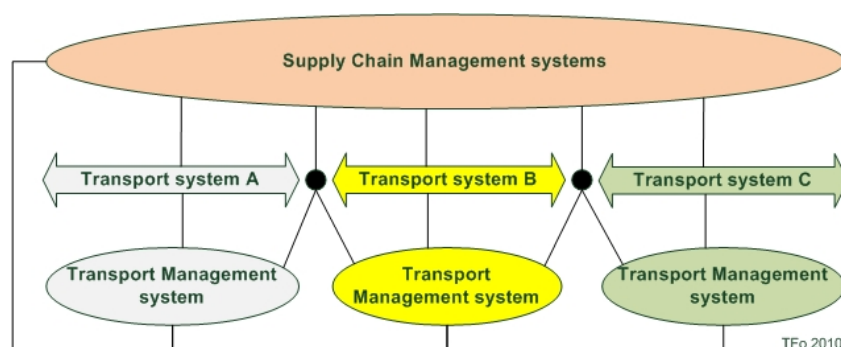 Supply Chain Management systems
Transport system A
Transport system B
Transport system C
Transport Management
system
Transport
Management system
Transport Management
system
TFo 2010